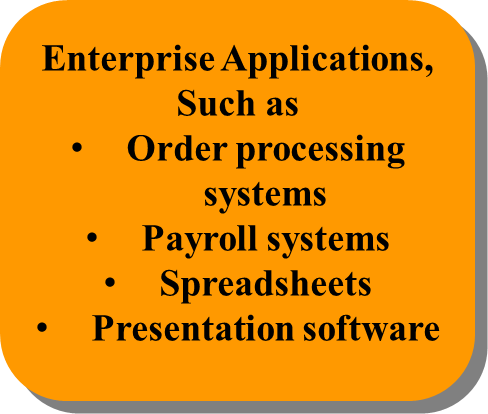 Enterprise Applications,
Such as
• Order processing
systems
• Payroll systems
• Spreadsheets
• Presentation software